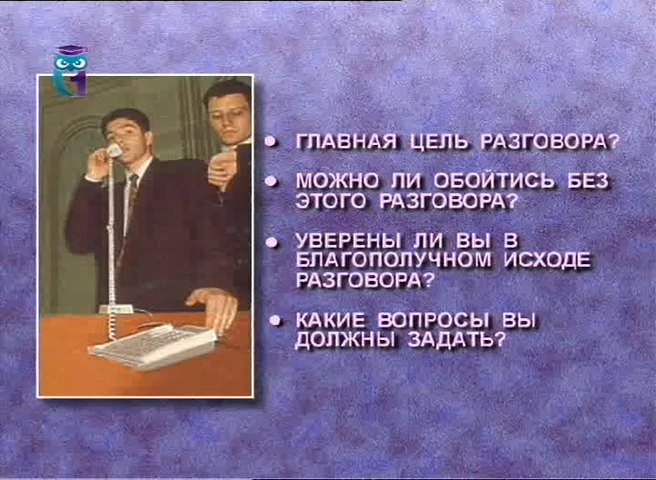 ГЛАВНАЯ ЦЕЛЬ РАЗГОВОРА?
МОЖНО ЛИ ОБОЙТИСЬ БЕЗ
ЭТОГО РАЗГОВОРА?
УВЕРЕНЫ ЛИ ВЫ В
БЛАГОПОЛУЧНОМ ИСХОДЕ
РАЗГОВОРА?
КАКИЕ ВОПРОСЫ ВЫ
ДОЛЖНЫ ЗАДАТЬ?